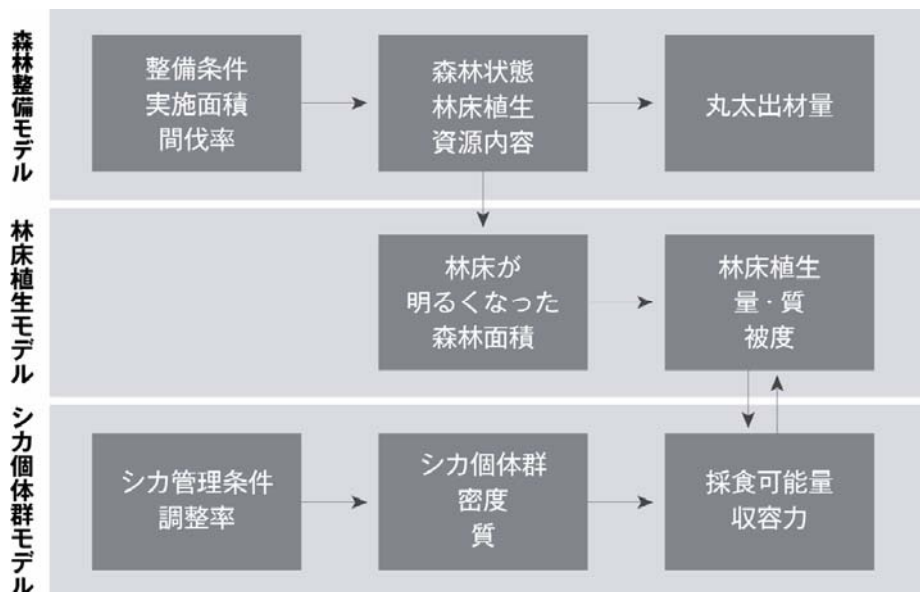 森林整備モデル
整備条件
実施面積
間伐率
森林状態
林床植生
資源内容
丸太出材量
林床植生モデル
林床が
明るくなった
森林面積
林床植生
量・質
被度
シカ個体群モデル
シカ管理条件
調整率
シカ個体群
密度
質
採食可能量
収容力